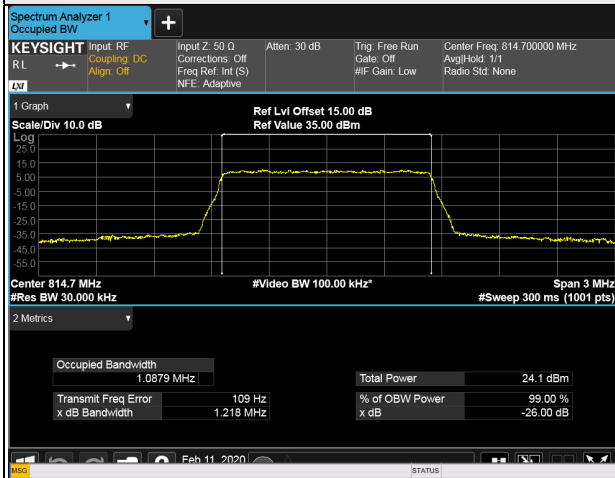 Spectrum Analyzer 1
Occupied BW
+
KEYSIGHT Input: RF Input Z: 50 Ω Atten: 30 dB Trig: Free Run Center Freq: 814.700000 MHz
RL Coupling: DC Corrections: Off Gate: Off Avg|Hold: 1/1
Align: Off Freq Ref: Int (S) #IF Gain: Low Radio Std: None
LXI NFE: Adaptive
1 Graph Ref Lvl Offset 15.00 dB
Scale/Div 10.0 dB Ref Value 35.00 dBm
Log
25.0
15.0
5.00
-5.00
-15.0
-25.0
-35.0
-45.0
-55.0
Center 814.7 MHz #Video BW 100.00 kHz* Span 3 MHz
#Res BW 30.000 kHz #Sweep 300 ms (1001 pts)
2 Metrics
Occupied Bandwidth
1.0879 MHz Total Power 24.1 dBm
Transmit Freq Error 109 Hz % of OBW Power 99.00 %
x dB Bandwidth 1.218 MHz x dB -26.00 dB
Feb 11, 2020
MSG STATUS